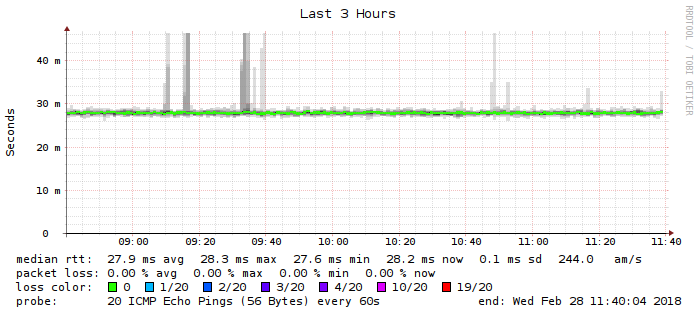 Last 3 Hours
RRDTOOL / TOBI OETIKER
Seconds
40 m
30 m
20 m
10 m
0
09:00 09:20 09:40 10:00 10:20 10:40 11:00 11:20 11:40
median rtt: 27.9 ms avg 28.3 ms max 27.6 ms min 28.2 ms now 0.1 ms sd 244.0 am/s
packet loss: 0.00 % avg 0.00 % max 0.00 % min 0.00 % now
loss color: 0 1/20 2/20 3/20 4/20 10/20 19/20
probe: 20 ICMP Echo Pings (56 Bytes) every 60s end: Wed Feb 28 11:40:04 2018